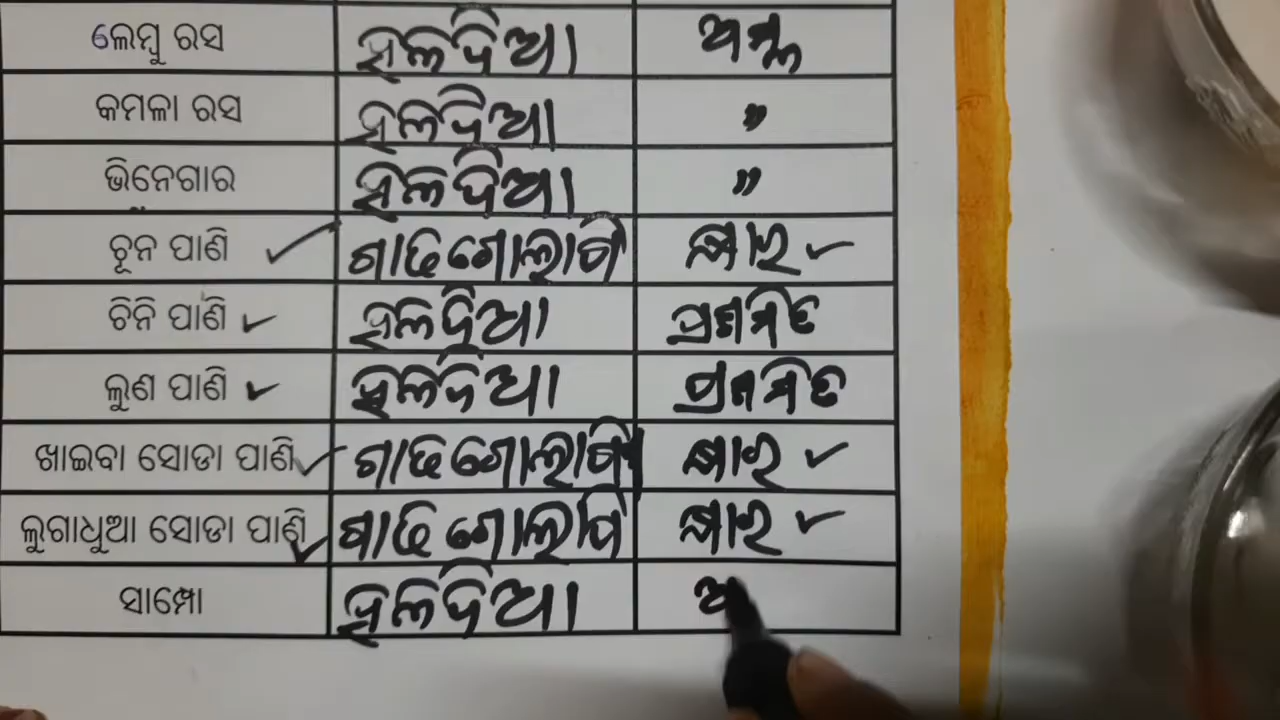 ଲେମ୍ବୁ ରସ ହଳଦିଆ ଅମ୍ଳ
କମଳା ରସ ହଳଦିଆ "
ଭିନେଗାର ହଳଦିଆ "
ଚୂନ ପାଣି ଗାଢ ଗୋଲାପି କ୍ଷାର
ଚିନି ପାଣି ହଳଦିଆ ପ୍ରଶମିତ
ଲୁଣ ପାଣି ହଳଦିଆ ପ୍ରଶମିତ
ଖାଇବା ସୋଡା ପାଣି ଗାଢ ଗୋଲାପି କ୍ଷାର
ଲୁଗାଧୁଆ ସୋଡା ପାଣି ଗାଢ ଗୋଲାପି କ୍ଷାର
ସାମ୍ପୋ ହଳଦିଆ ଅ